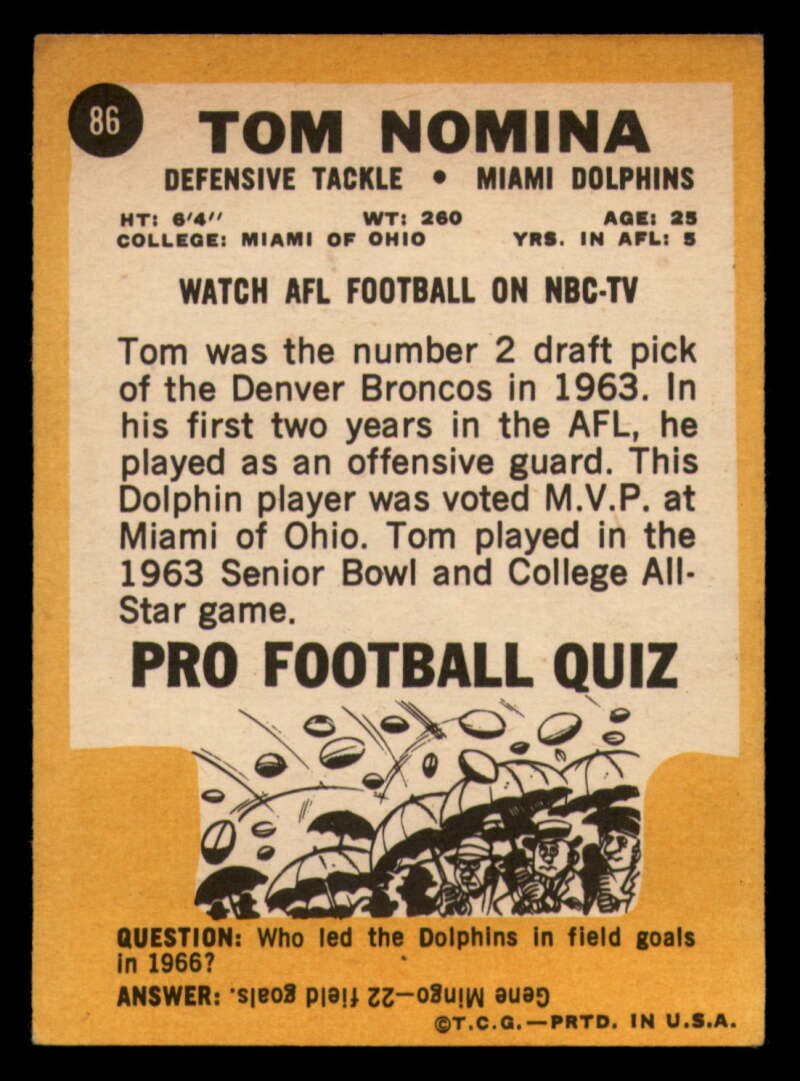 86
TOM NOMINA
DEFENSIVE TACKLE • MIAMI DOLPHINS
HT: 6'4" WT: 260 AGE: 25
COLLEGE: MIAMI OF OHIO YRS. IN AFL: 5
WATCH AFL FOOTBALL ON NBC-TV
Tom was the number 2 draft pick
of the Denver Broncos in 1963. In
his first two years in the AFL, he
played as an offensive guard. This
Dolphin player was voted M.V.P. at
Miami of Ohio. Tom played in the
1963 Senior Bowl and College All-
Star game.
PRO FOOTBALL QUIZ
QUESTION: Who led the Dolphins in field goals
in 1966?
ANSWER: Gene Mingo—22 field goals.
©T.C.G.—PRTD. IN U.S.A.